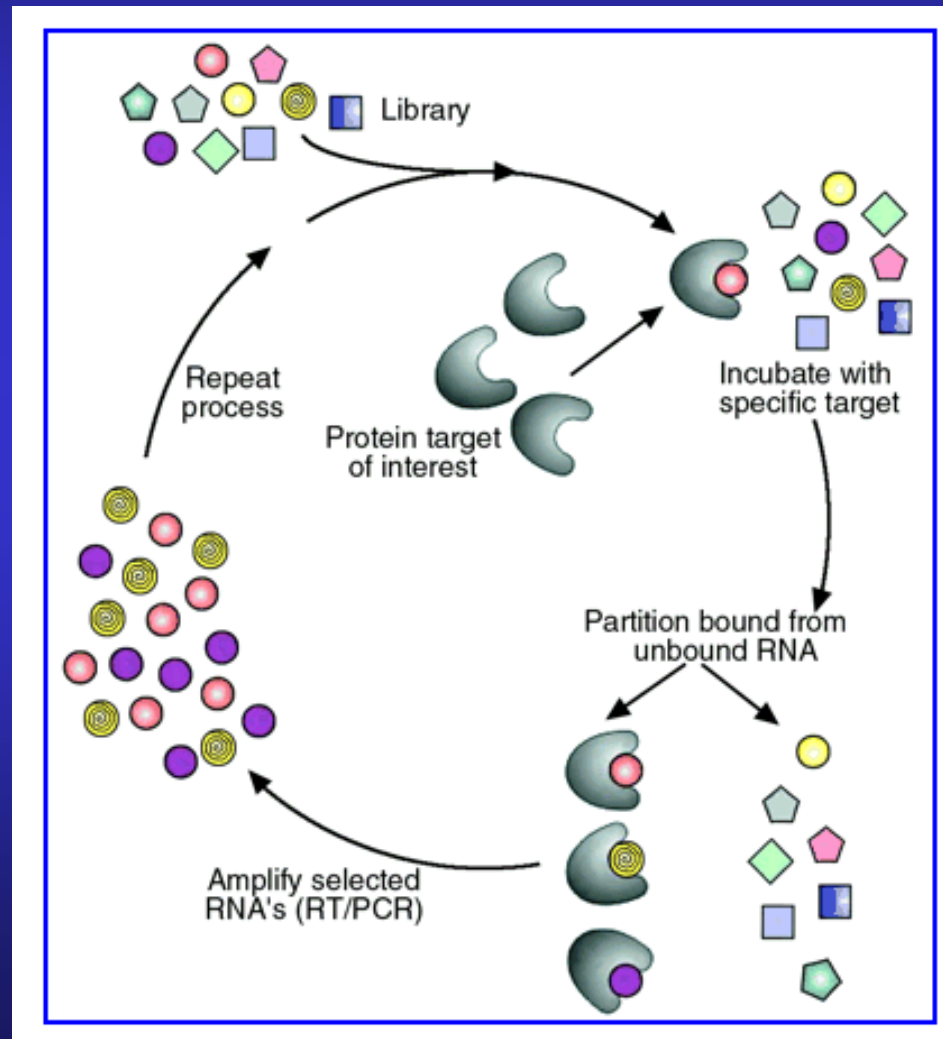 Library
Incubate with
specific target
Protein target
of interest
Repeat
process
Partition bound from
unbound RNA
Amplify selected
RNA's (RT/PCR)